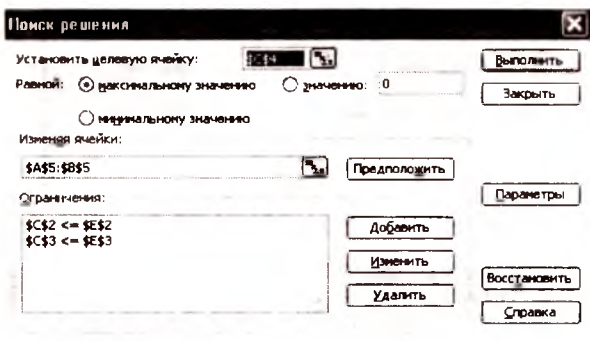 Поиск решения
Установить целевую ячейку: $C$4
Выполнить
Равной: максимальному значению значению: 0
Закрыть
минимальному значению
Изменяя ячейки:
$A$5:$B$5
Предположить
Параметры
Ограничения:
$C$2 <= $E$2
$C$3 <= $E$3
Добавить
Изменить
Удалить
Восстановить
Справка